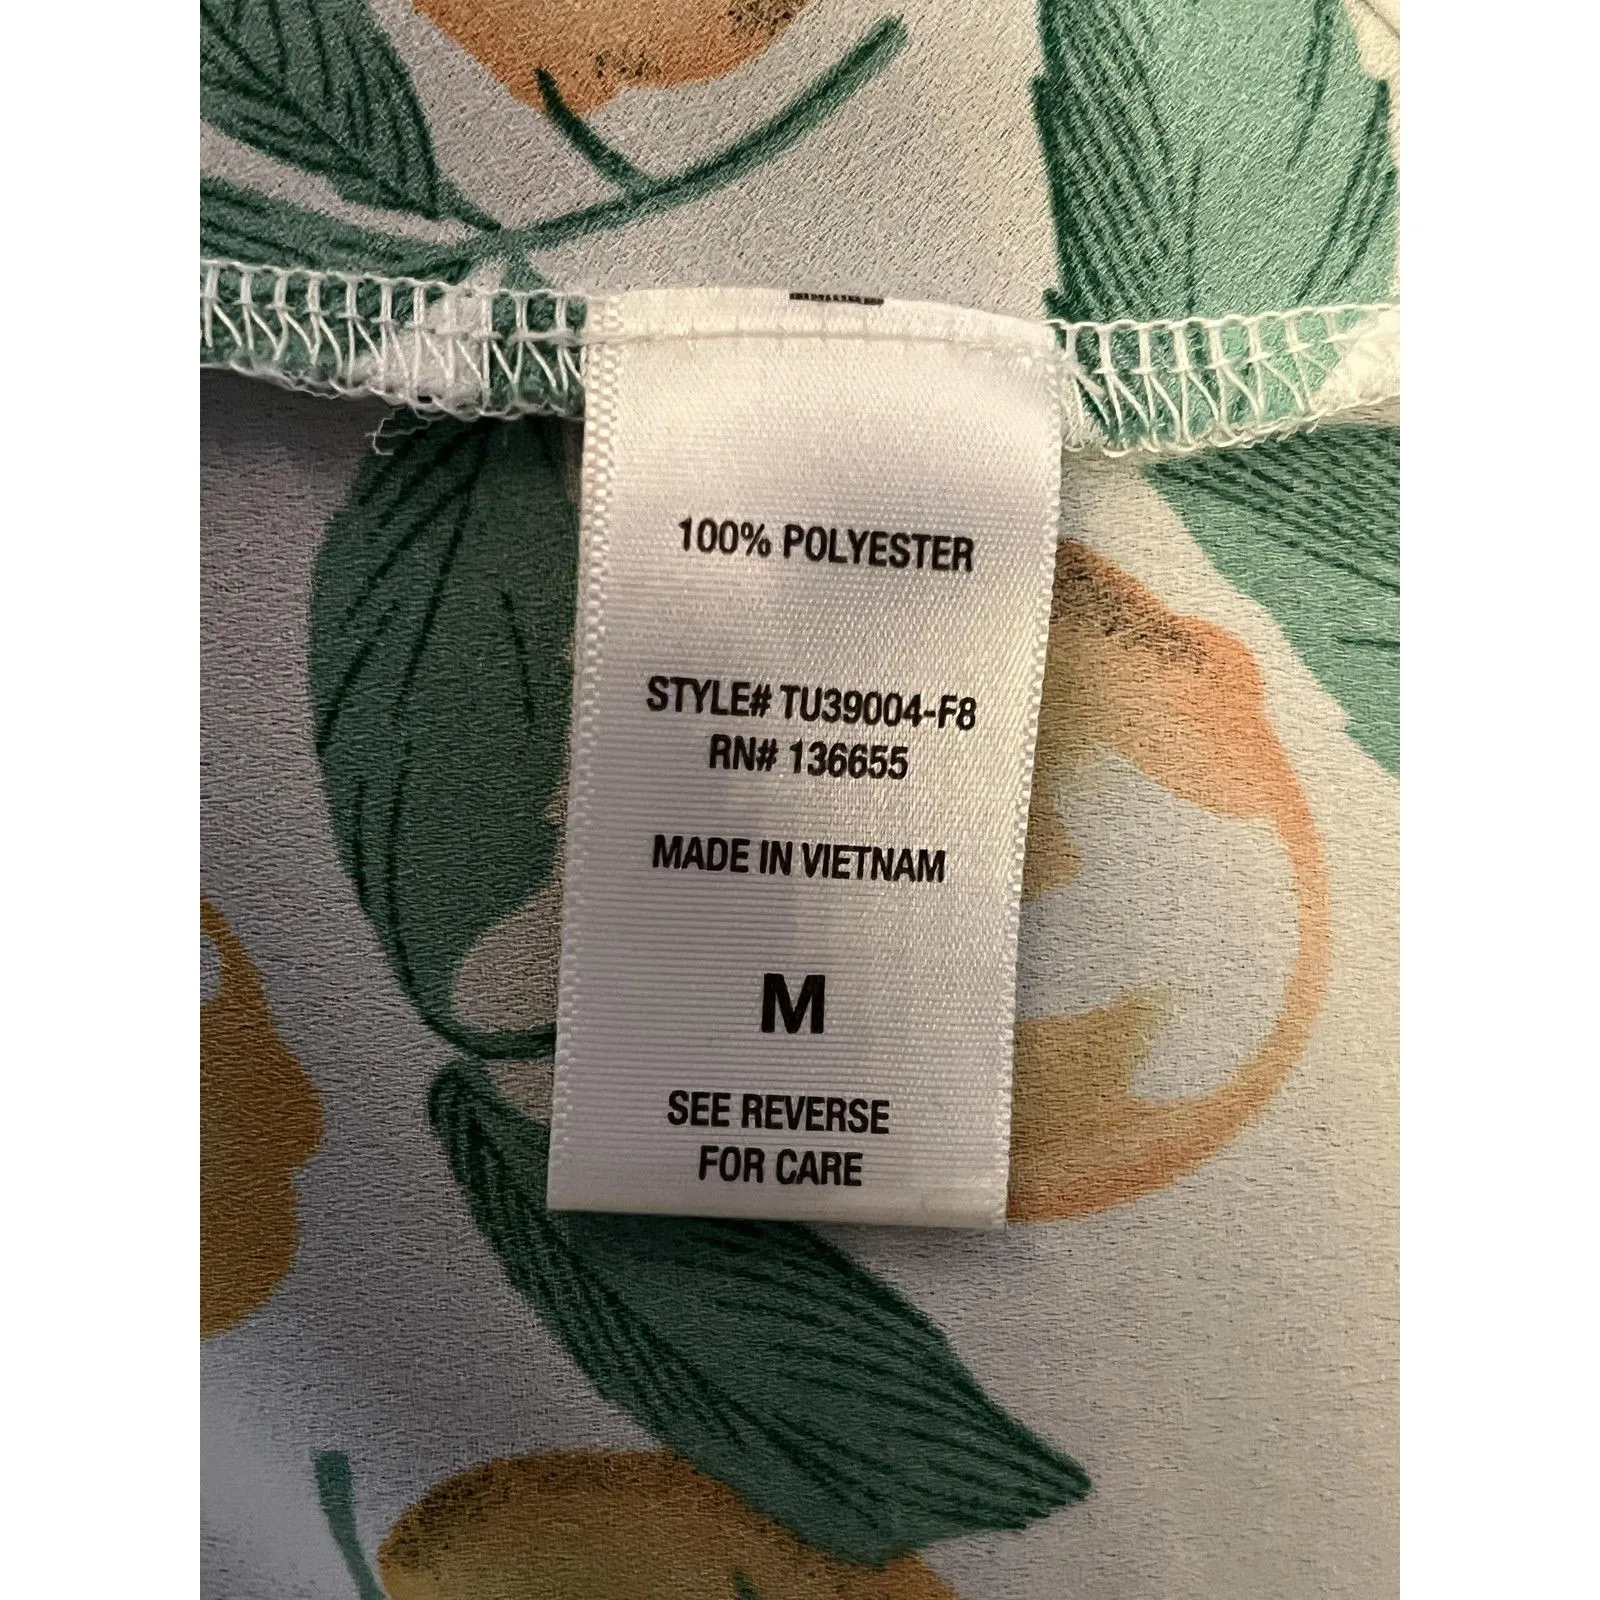 100% POLYESTER
STYLE# TU39004-F8
RN# 136655
MADE IN VIETNAM
M
SEE REVERSE
FOR CARE